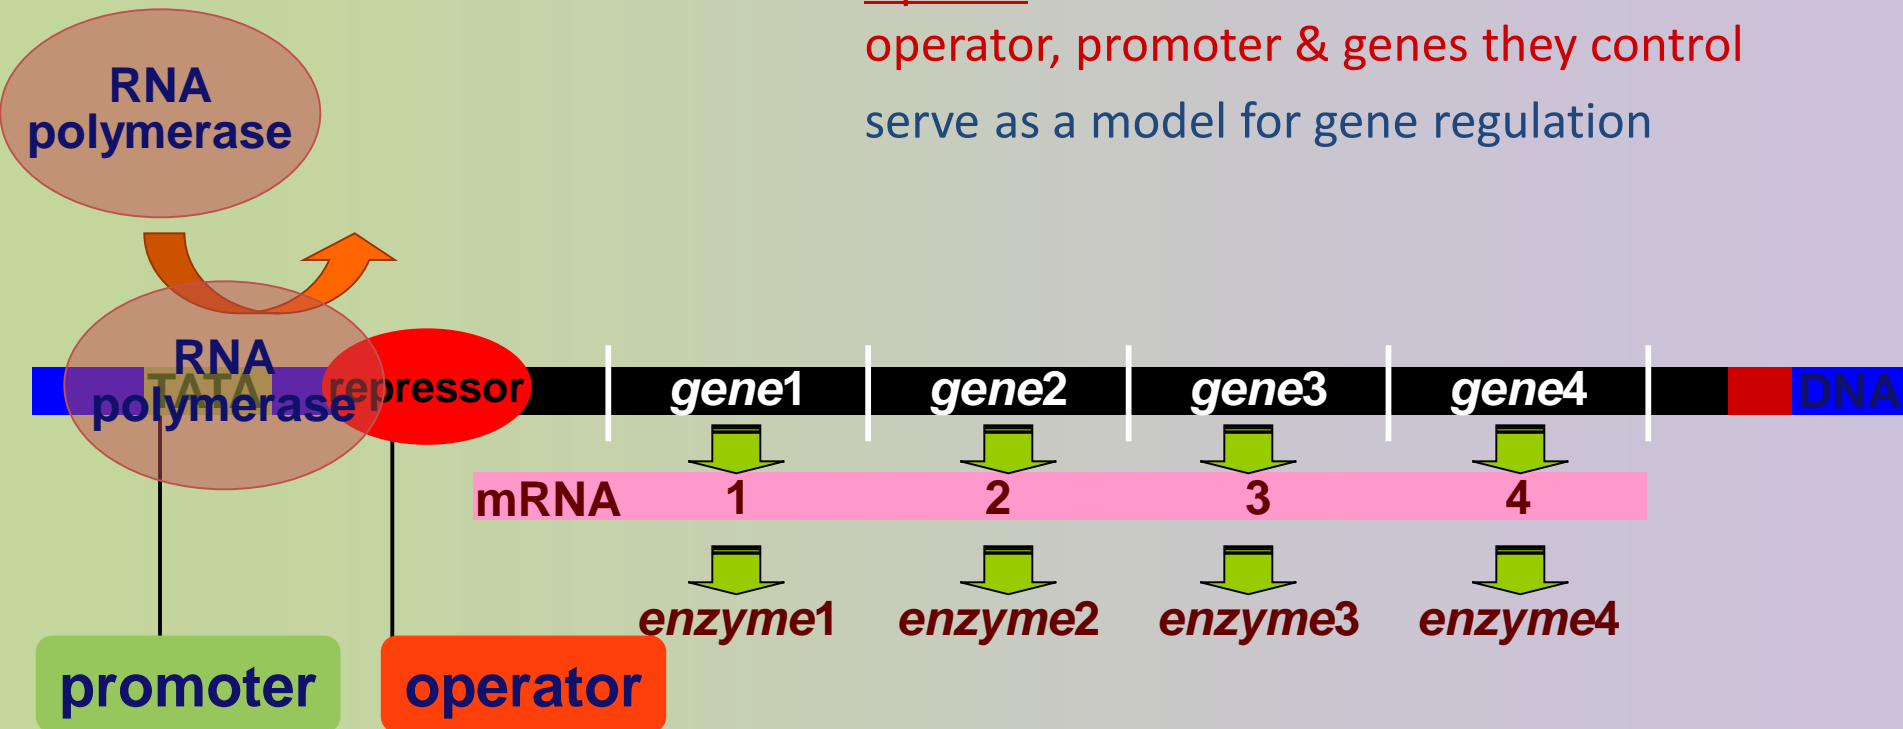 operator, promoter & genes they control
serve as a model for gene regulation
RNA
polymerase
RNA
polymerase
TATA
repressor
gene1 gene2 gene3 gene4
DNA
mRNA 1 2 3 4
enzyme1 enzyme2 enzyme3 enzyme4
promoter operator